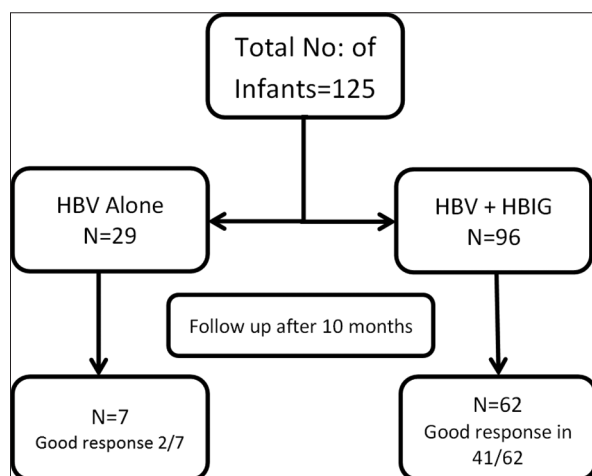 Total No: of
Infants=125
HBV Alone
N=29
HBV + HBIG
N=96
Follow up after 10 months
N=7
Good response 2/7
N=62
Good response in
41/62